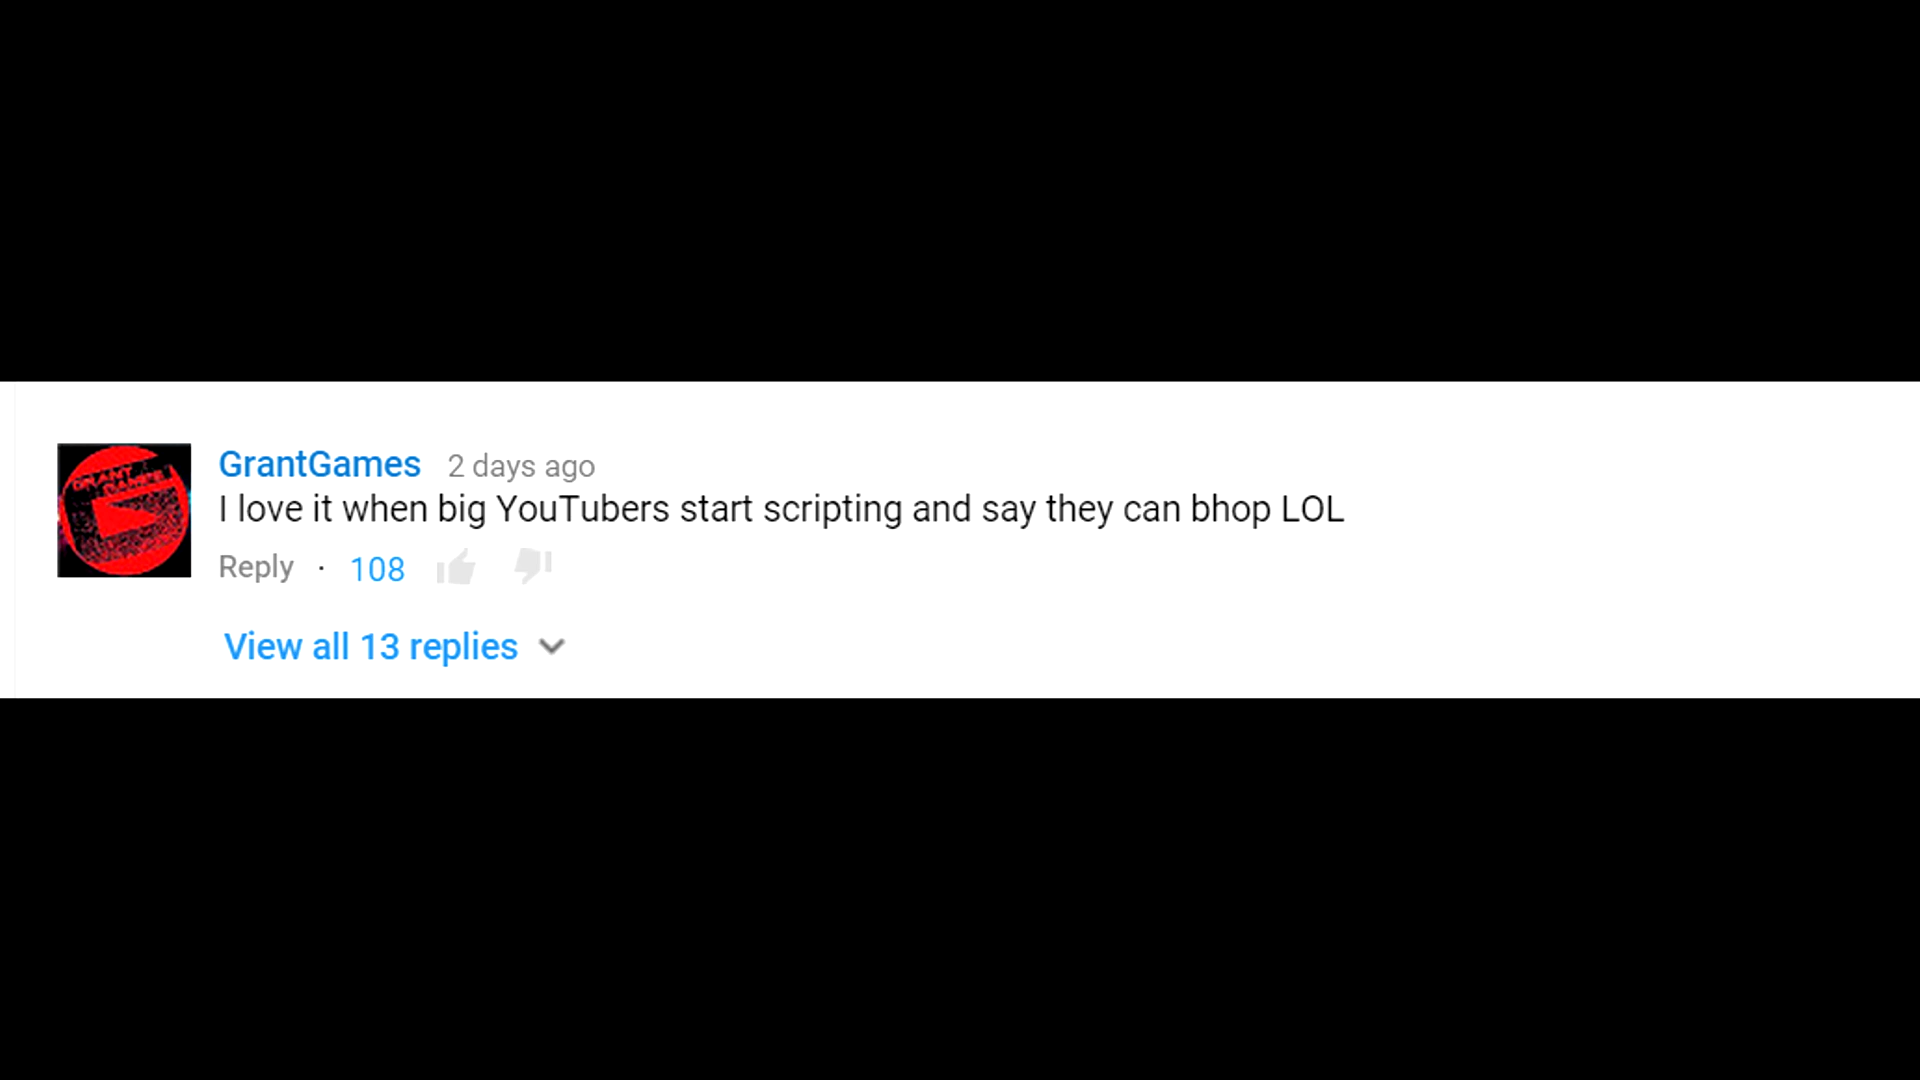 GrantGames 2 days ago
I love it when big YouTubers start scripting and say they can bhop LOL
Reply · 108
View all 13 replies